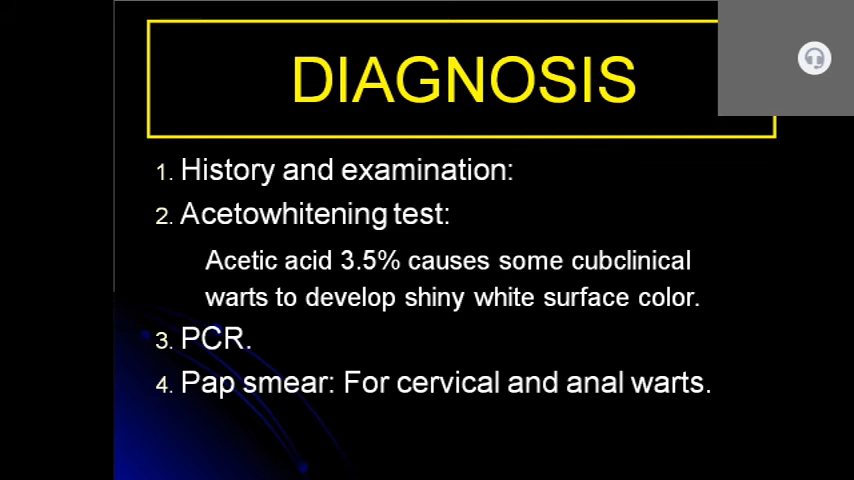 DIAGNOSIS
1. History and examination:
2. Acetowhitening test:
Acetic acid 3.5% causes some cubclinical
warts to develop shiny white surface color.
3. PCR.
4. Pap smear: For cervical and anal warts.